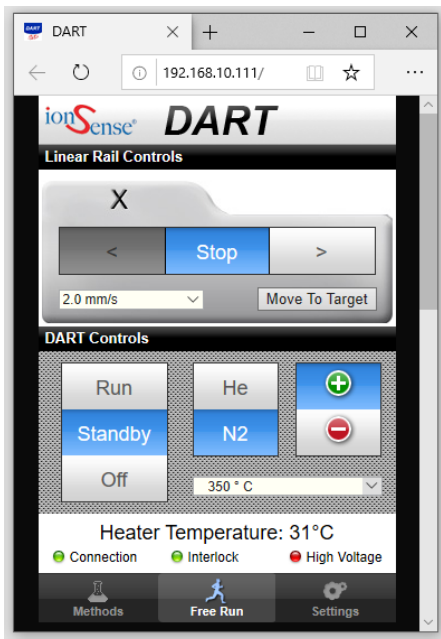 DART
192.168.10.111/
ionSense® DART
Linear Rail Controls
X
< Stop >
2.0 mm/s Move To Target
DART Controls
Run He
Standby N2
Off
350 ° C
Heater Temperature: 31°C
Connection Interlock High Voltage
Methods Free Run Settings